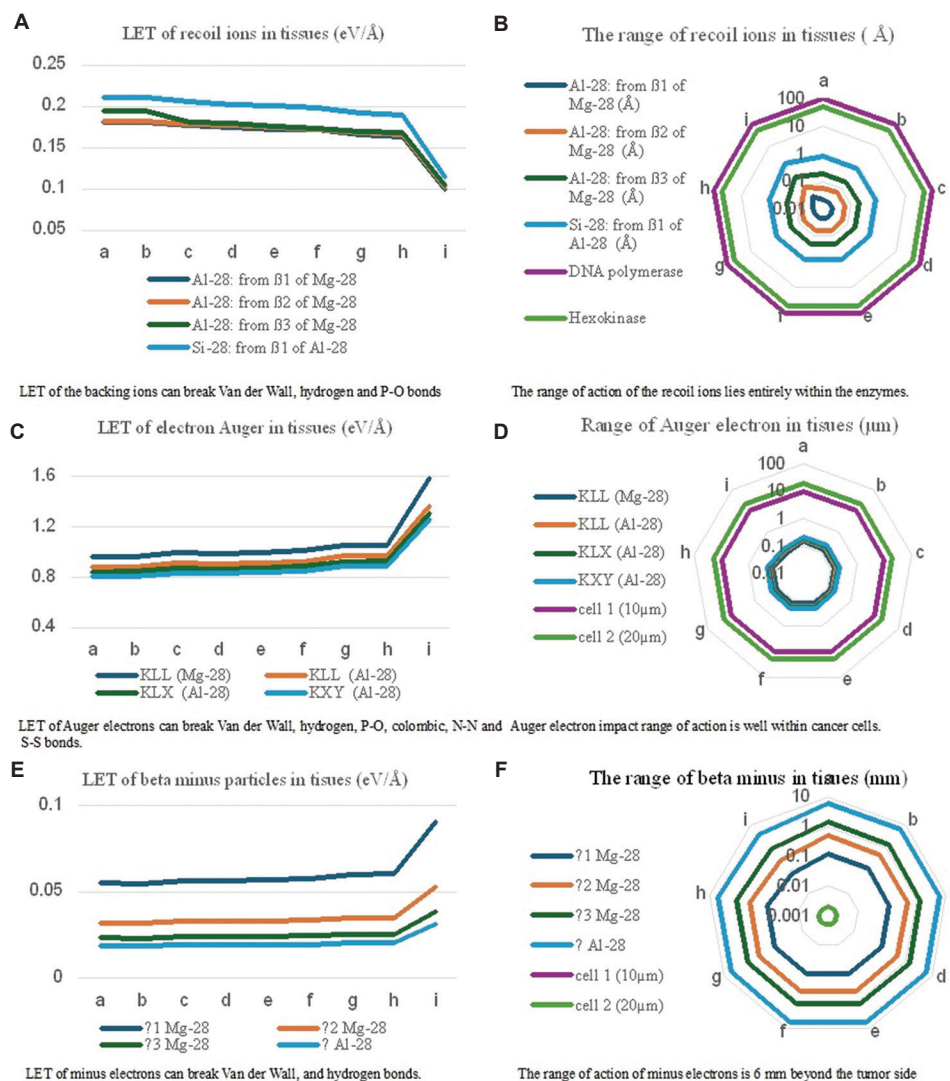 A
LET of recoil ions in tissues (eV/Å)
0.25
0.2
0.15
0.1
0.05
a b c d e f g h i
Al-28: from ß1 of Mg-28
Al-28: from ß2 of Mg-28
Al-28: from ß3 of Mg-28
Si-28: from ß1 of Al-28
LET of the backing ions can break Van der Wall, hydrogen and P-O bonds
B
The range of recoil ions in tissues ( Å)
Al-28: from ß1 of
Mg-28 (Å)
Al-28: from ß2 of
Mg-28 (Å)
Al-28: from ß3 of
Mg-28 (Å)
Si-28: from ß1 of
Al-28 (Å)
DNA polymerase
Hexokinase
a
b
c
d
e
f
g
h
i
100
10
1
0.1
0.01
The range of action of the recoil ions lies entirely within the enzymes.
C
LET of electron Auger in tissues (eV/Å)
1.6
1.2
0.8
0.4
a b c d e f g h i
KLL (Mg-28) KLL (Al-28)
KLX (Al-28) KXY (Al-28)
LET of Auger electrons can break Van der Wall, hydrogen, P-O, colombic, N-N and
S-S bonds.
D
Range of Auger electron in tissues (µm)
KLL (Mg-28)
KLL (Al-28)
KLX (Al-28)
KXY (Al-28)
cell 1 (10µm)
cell 2 (20µm)
a
b
c
d
e
f
g
h
i
100
10
1
0.1
0.01
Auger electron impact range of action is well within cancer cells.
E
LET of beta minus particles in tisues (eV/Å)
0.1
0.05
0
a b c d e f g h i
?1 Mg-28 ?2 Mg-28
?3 Mg-28 ? Al-28
LET of minus electrons can break Van der Wall, and hydrogen bonds.
F
The range of beta minus in tisues (mm)
?1 Mg-28
?2 Mg-28
?3 Mg-28
? Al-28
cell 1 (10µm)
cell 2 (20µm)
b
d
e
f
g
h
i
10
1
0.1
0.01
0.001
The range of action of minus electrons is 6 mm beyond the tumor side